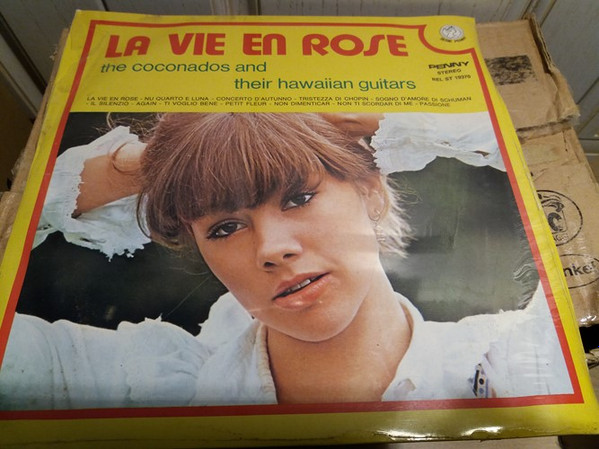 LA VIE EN ROSE
the coconados and
their hawaiian guitars
PENNY
STEREO
REL ST 19379
LA VIE EN ROSE - NU QUARTO E LUNA - CONCERTO D'AUTUNNO - TRISTEZZA DI CHOPIN - SOGNO D'AMORE DI SCHUMAN
- IL SILENZIO - AGAIN - TI VOGLIO BENE - PETIT FLEUR - NON DIMENTICAR - NON TI SCORDAR DI ME - PASSIONE
nker